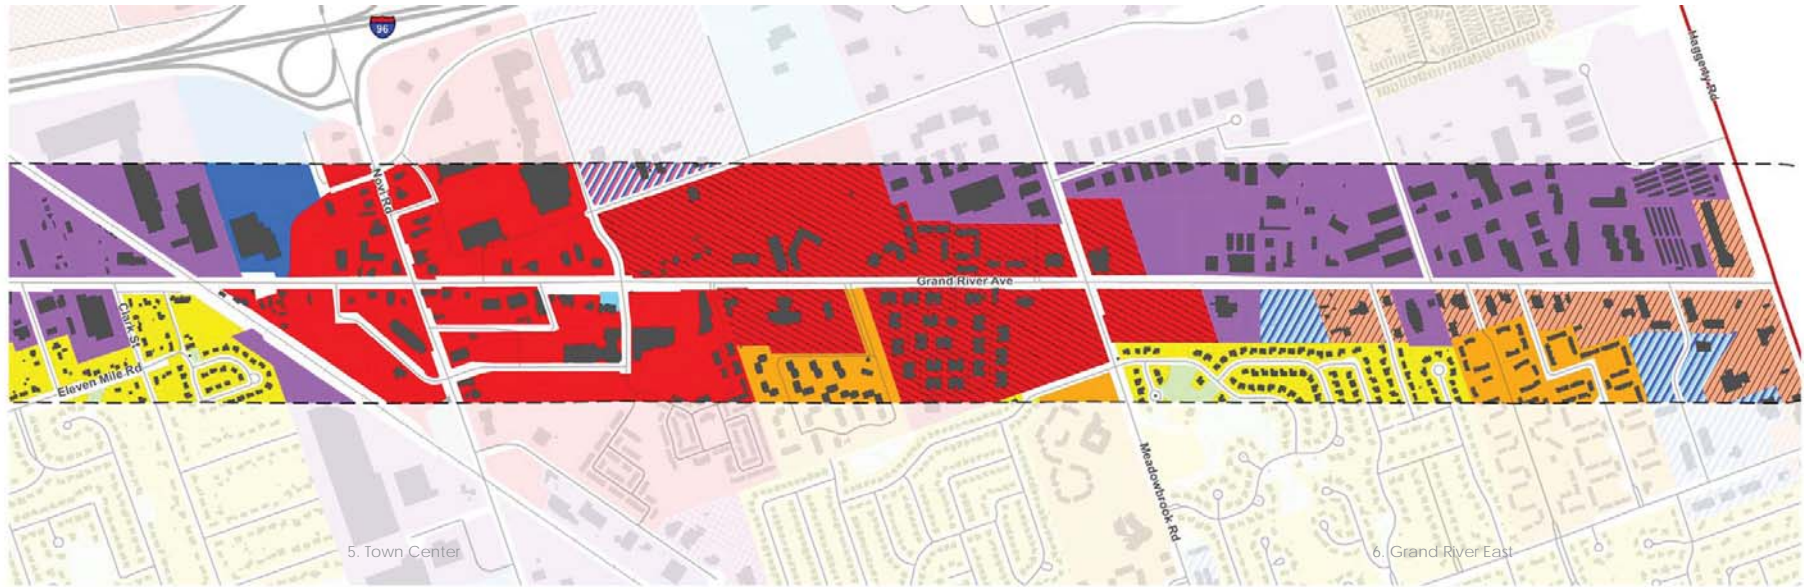 96
Haggerty Rd
Novi Rd
Grand River Ave
Clark St
Eleven Mile Rd
Meadowbrook Rd
5. Town Center
6. Grand River East